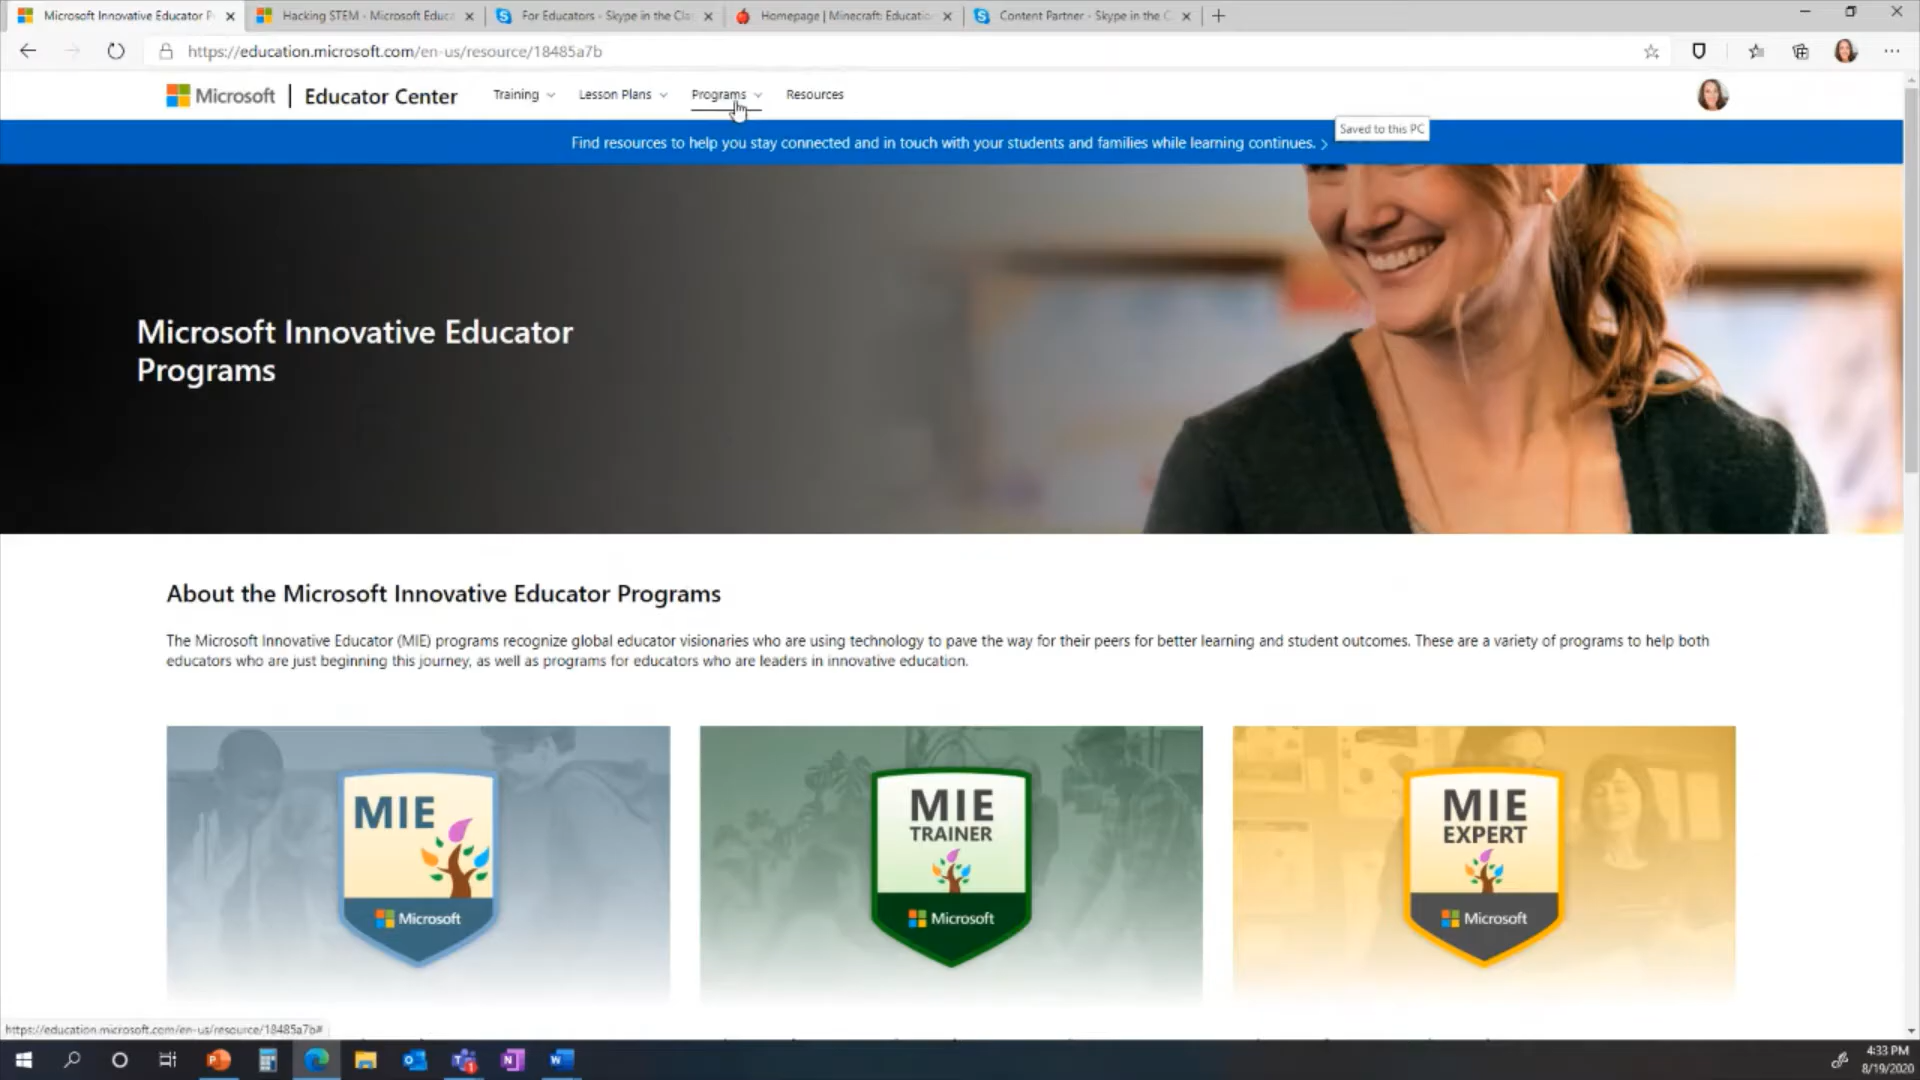 Microsoft Innovative Educator P
Hacking STEM - Microsoft Educa
For Educators - Skype in the Cla
Homepage | Minecraft: Educatio
Content Partner - Skype in the C
https://education.microsoft.com/en-us/resource/18485a7b
Microsoft | Educator Center
Training
Lesson Plans
Programs
Resources
Saved to this PC
Find resources to help you stay connected and in touch with your students and families while learning continues. >
Microsoft Innovative Educator
Programs
About the Microsoft Innovative Educator Programs
The Microsoft Innovative Educator (MIE) programs recognize global educator visionaries who are using technology to pave the way for their peers for better learning and student outcomes. These are a variety of programs to help both
educators who are just beginning this journey, as well as programs for educators who are leaders in innovative education.
MIE
Microsoft
MIE
TRAINER
Microsoft
MIE
EXPERT
Microsoft
https://education.microsoft.com/en-us/resource/18485a7b#
4:33 PM
8/19/2020